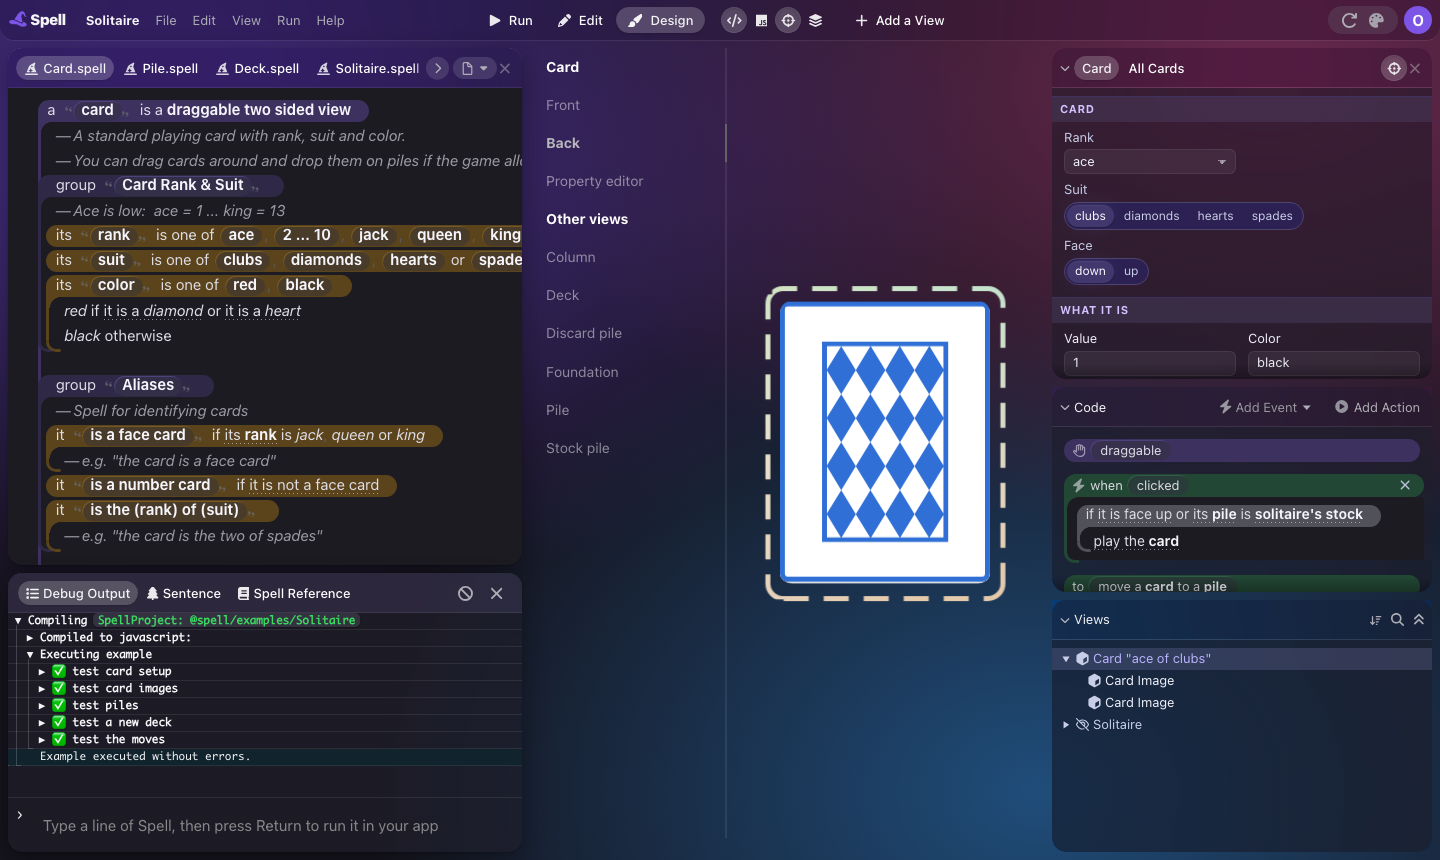 Spell Solitaire File Edit View Run Help Run Edit Design JS Add a View O
Card.spell Pile.spell Deck.spell Solitaire.spell
a “ card „ is a draggable two sided view
— A standard playing card with rank, suit and color.
— You can drag cards around and drop them on piles if the game
group “ Card Rank & Suit „
— Ace is low: ace = 1 ... king = 13
its “ rank „ is one of ace , 2 ... 10 , jack , queen , king
its “ suit „ is one of clubs , diamonds , hearts or spade
its “ color „ is one of red , black
red if it is a diamond or it is a heart
black otherwise
group “ Aliases „
— Spell for identifying cards
it “ is a face card „ if its rank is jack, queen or king
— e.g. "the card is a face card"
it “ is a number card „ if it is not a face card
it “ is the (rank) of (suit) „
— e.g. "the card is the two of spades"
Debug Output Sentence Spell Reference
Compiling SpellProject: @spell/examples/Solitaire
Compiled to javascript:
Executing example
test card setup
test card images
test piles
test a new deck
test the moves
Example executed without errors.
Type a line of Spell, then press Return to run it in your app
Card
Front
Back
Property editor
Other views
Column
Deck
Discard pile
Foundation
Pile
Stock pile
Card All Cards
CARD
Rank
ace
Suit
clubs diamonds hearts spades
Face
down up
WHAT IT IS
Value Color
1 black
Code Add Event Add Action
draggable
when clicked
if it is face up or its pile is solitaire's stock
play the card
to move a card to a pile
Views
Card "ace of clubs"
Card Image
Card Image
Solitaire